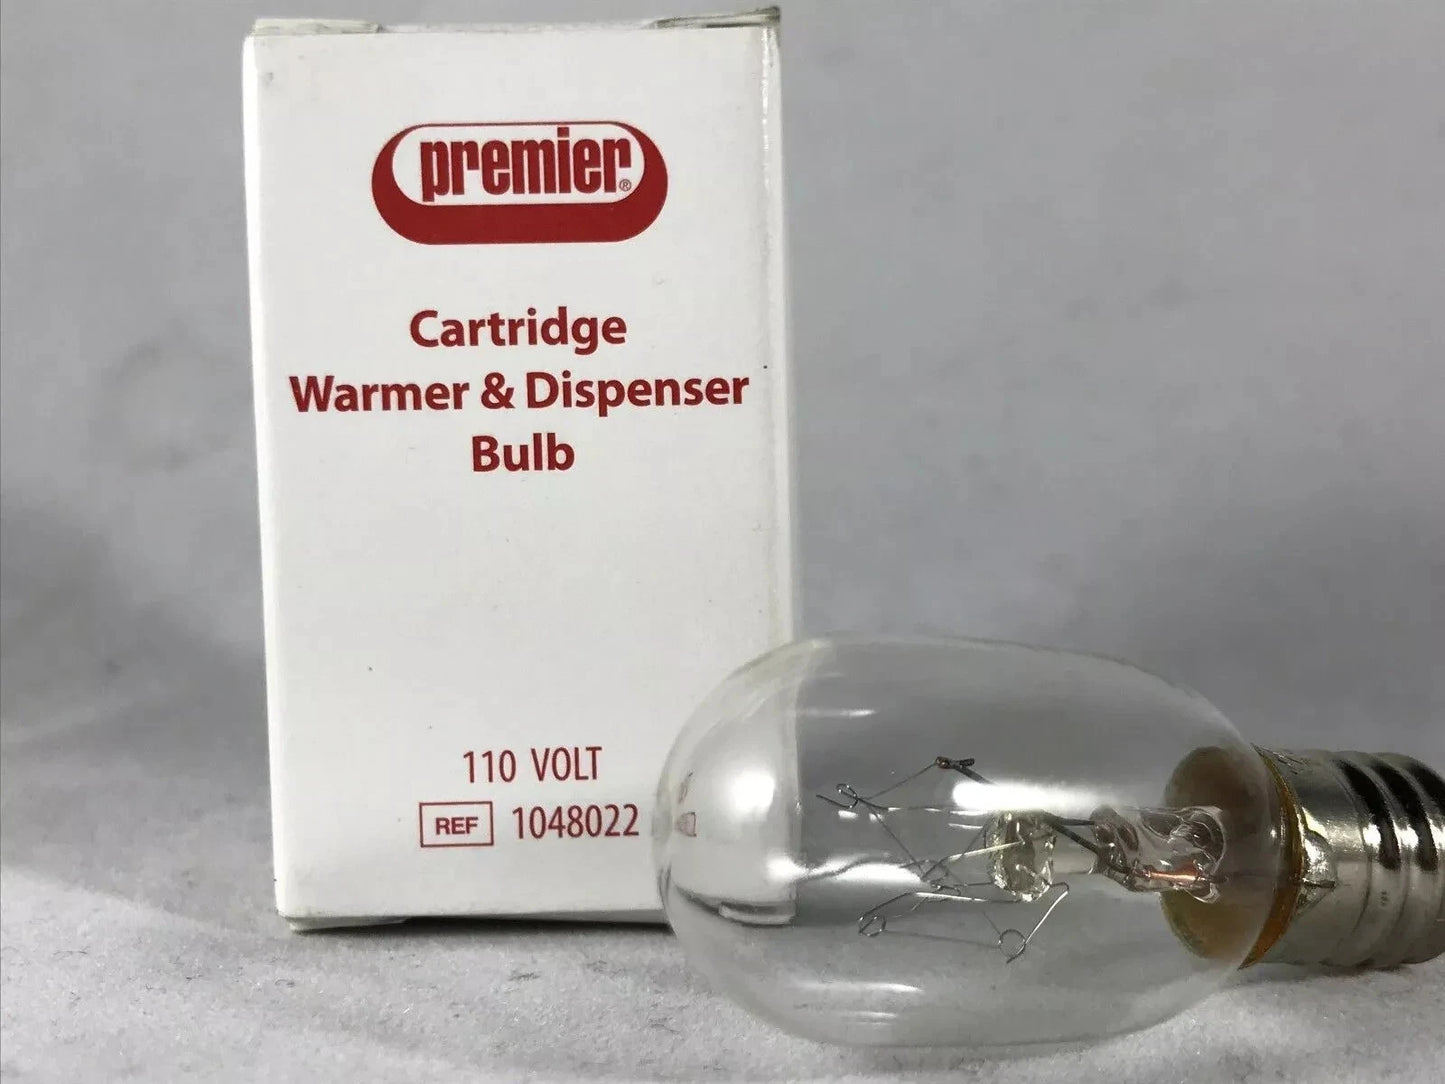 premier®
Cartridge
Warmer & Dispenser
Bulb
110 VOLT
REF 1048022